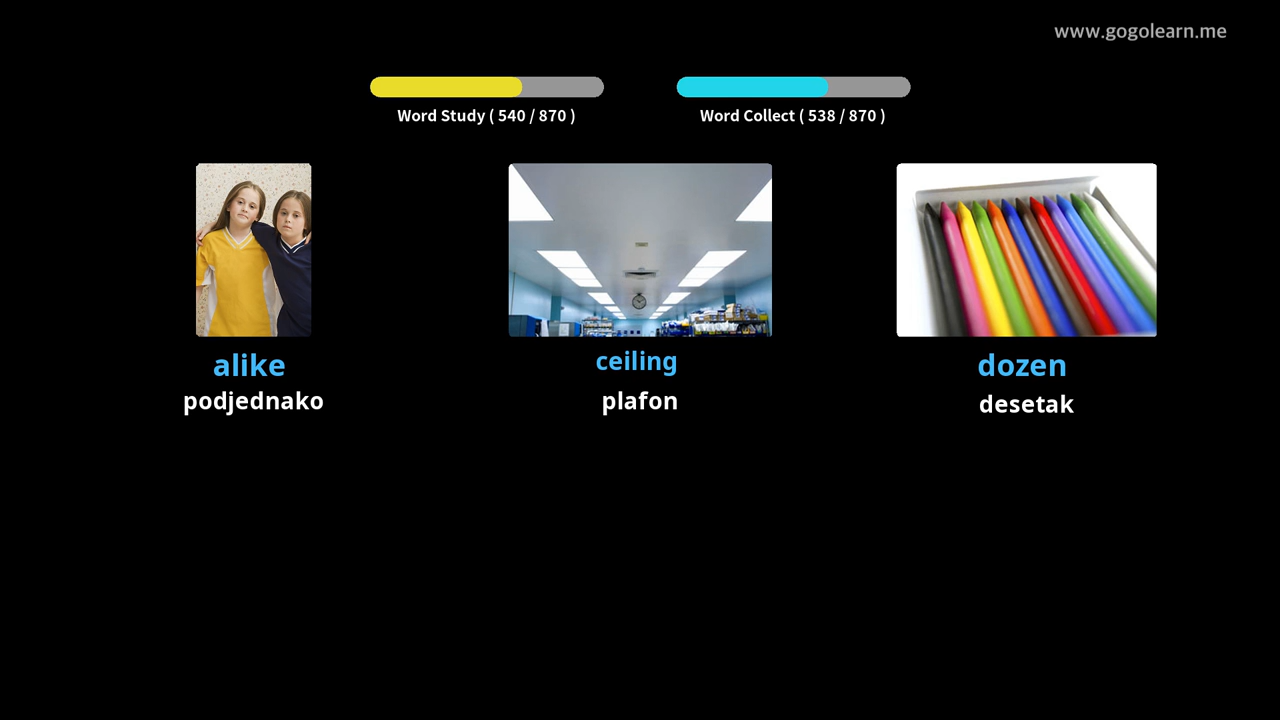 www.gogolearn.me
Word Study ( 540 / 870 )
Word Collect ( 538 / 870 )
alike
podjednako
ceiling
plafon
dozen
desetak